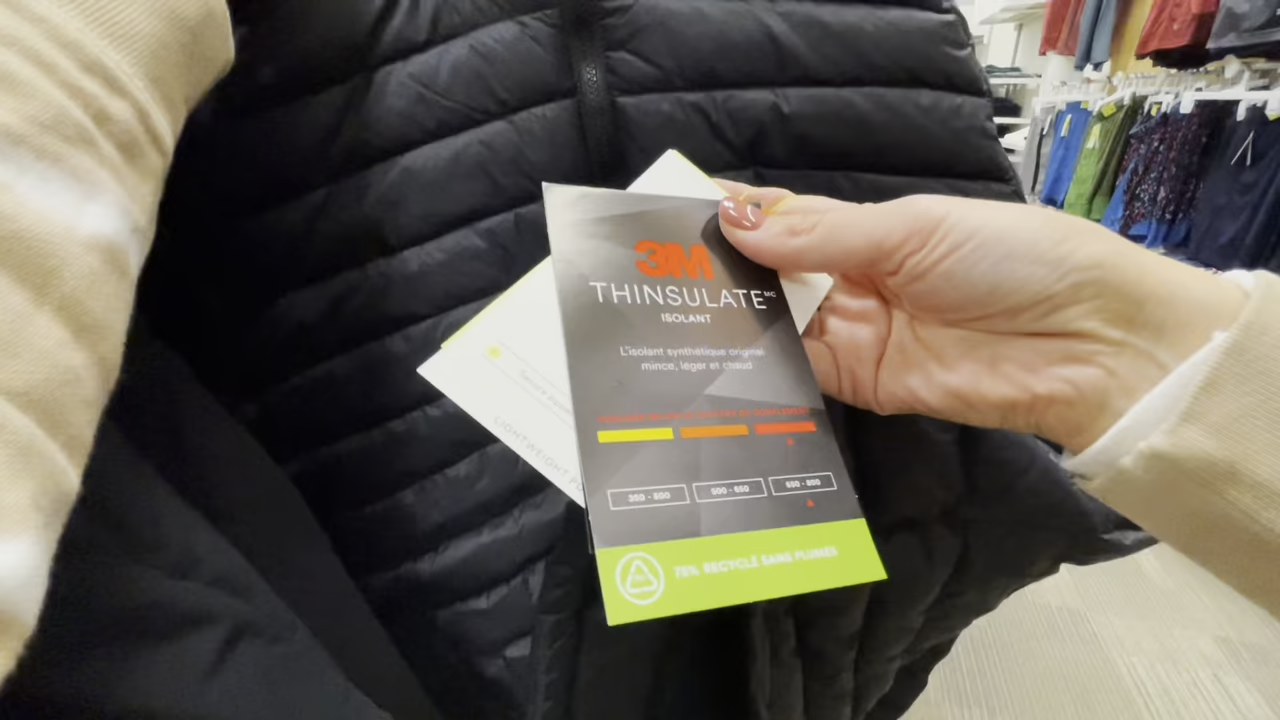 3M
THINSULATE MC
ISOLANT
L'isolant synthétique original
mince, léger et chaud
350 - 500
500 - 650
650 - 800
75% RECYCLÉ SANS PLUMES
LIGHTWEIGHT